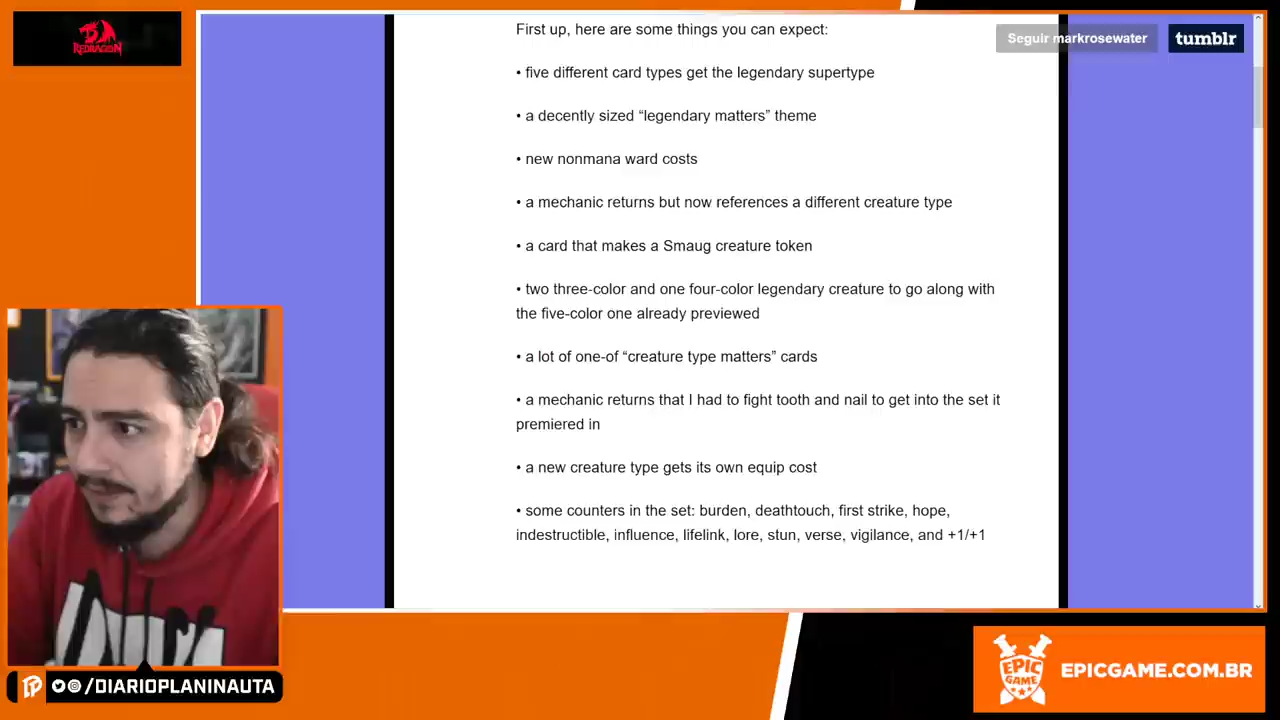 REDRAGON
First up, here are some things you can expect:
Seguir markrosewater
tumblr
• five different card types get the legendary supertype
• a decently sized “legendary matters” theme
• new nonmana ward costs
• a mechanic returns but now references a different creature type
• a card that makes a Smaug creature token
• two three-color and one four-color legendary creature to go along with
the five-color one already previewed
• a lot of one-of “creature type matters” cards
• a mechanic returns that I had to fight tooth and nail to get into the set it
premiered in
• a new creature type gets its own equip cost
• some counters in the set: burden, deathtouch, first strike, hope,
indestructible, influence, lifelink, lore, stun, verse, vigilance, and +1/+1
/DIARIOPLANINAUTA
EPIC
GAME
EPICGAME.COM.BR